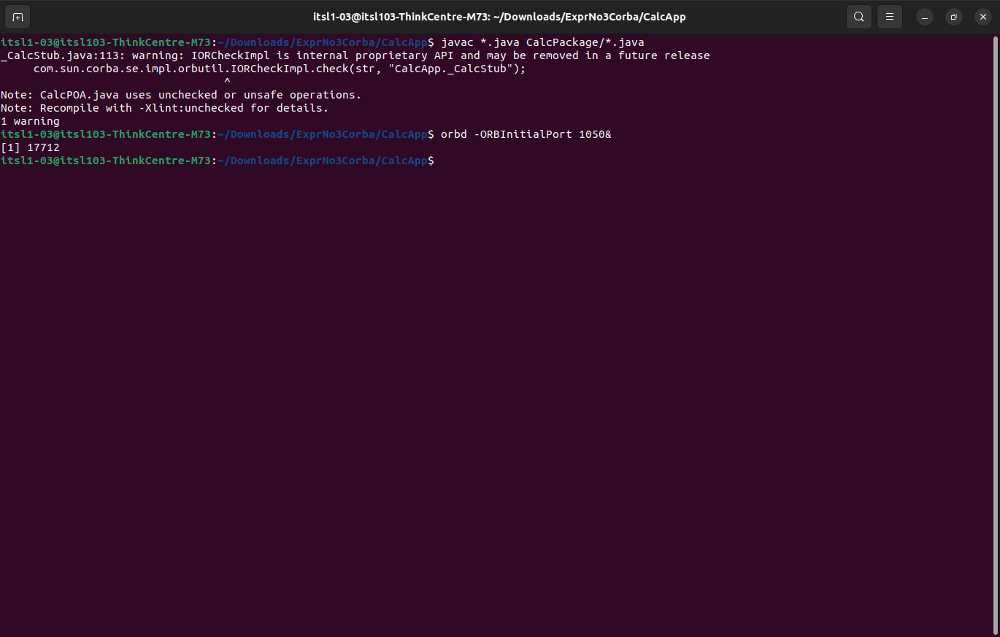 itsl1-03@itsl103-ThinkCentre-M73: ~/Downloads/ExprNo3Corba/CalcApp
itsl1-03@itsl103-ThinkCentre-M73:~/Downloads/ExprNo3Corba/CalcApp$ javac *.java CalcPackage/*.java
_CalcStub.java:113: warning: IORCheckImpl is internal proprietary API and may be removed in a future release
     com.sun.corba.se.impl.orbutil.IORCheckImpl.check(str, "CalcApp._CalcStub");
                                  ^
Note: CalcPOA.java uses unchecked or unsafe operations.
Note: Recompile with -Xlint:unchecked for details.
1 warning
itsl1-03@itsl103-ThinkCentre-M73:~/Downloads/ExprNo3Corba/CalcApp$ orbd -ORBInitialPort 1050&
[1] 17712
itsl1-03@itsl103-ThinkCentre-M73:~/Downloads/ExprNo3Corba/CalcApp$